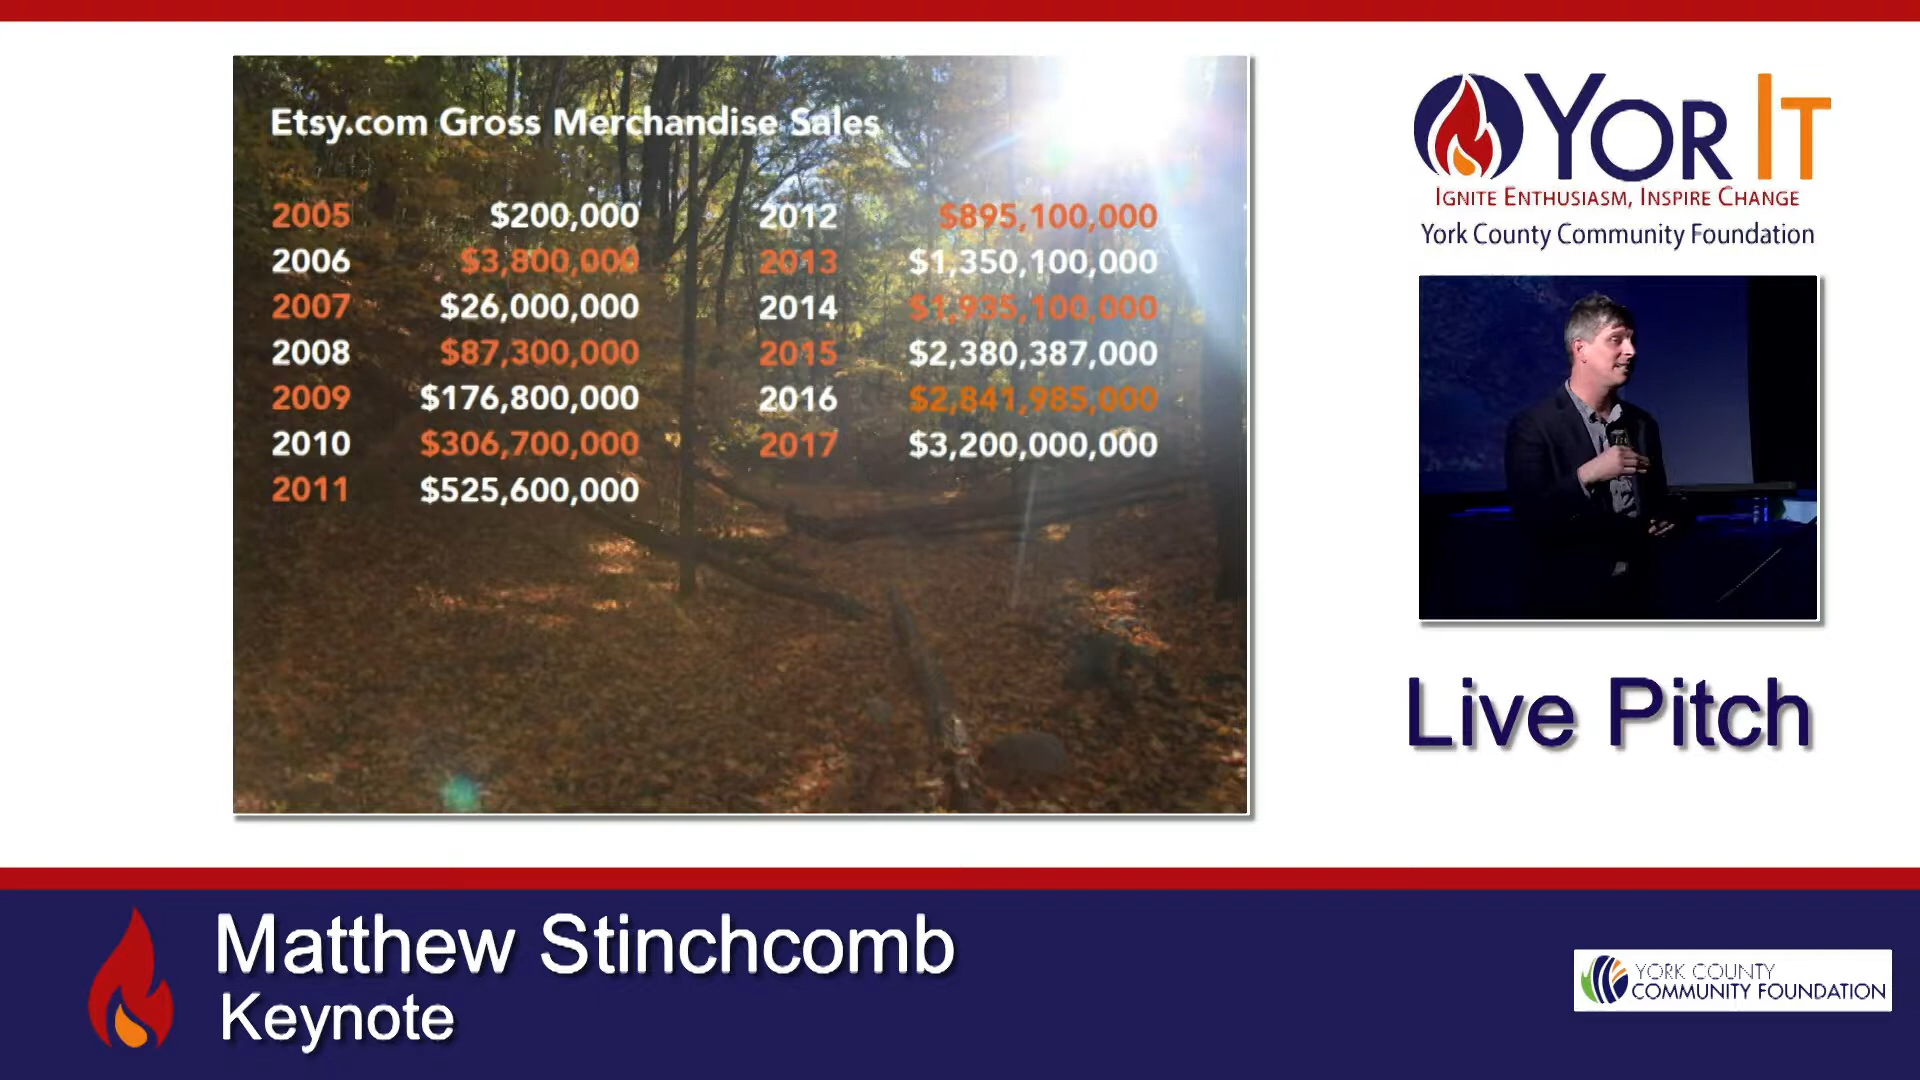 Etsy.com Gross Merchandise Sales
2005 $200,000
2006 $3,800,000
2007 $26,000,000
2008 $87,300,000
2009 $176,800,000
2010 $306,700,000
2011 $525,600,000
2012 $895,100,000
2013 $1,350,100,000
2014 $1,935,100,000
2015 $2,380,387,000
2016 $2,841,985,000
2017 $3,200,000,000
YOR IT
IGNITE ENTHUSIASM, INSPIRE CHANGE
York County Community Foundation
Live Pitch
Matthew Stinchcomb
Keynote
YORK COUNTY
COMMUNITY FOUNDATION